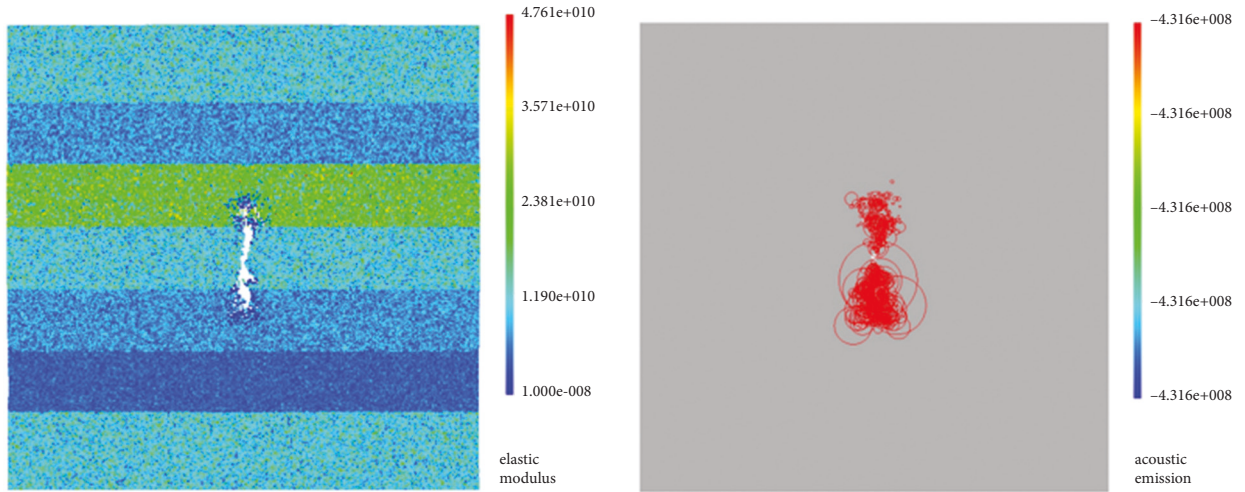 4.761e+010
3.571e+010
2.381e+010
1.190e+010
1.000e-008
elastic
modulus
–4.316e+008
–4.316e+008
–4.316e+008
–4.316e+008
–4.316e+008
acoustic
emission